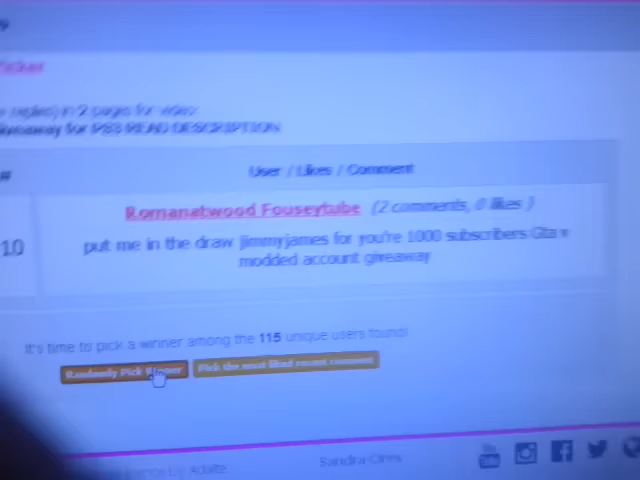 replies) in 2 pages for video:
giveaway for PS3 READ DESCRIPTION
#
User / Likes / Comment
Romanatwood Fouseytube (2 comments, 0 likes )
10
put me in the draw jimmyjames for you're 1000 subscribers Gta v
modded account giveaway
It's time to pick a winner among the 115 unique users found!
Randomly Pick Winner
Pick the most liked recent comment
by
Sandra
You